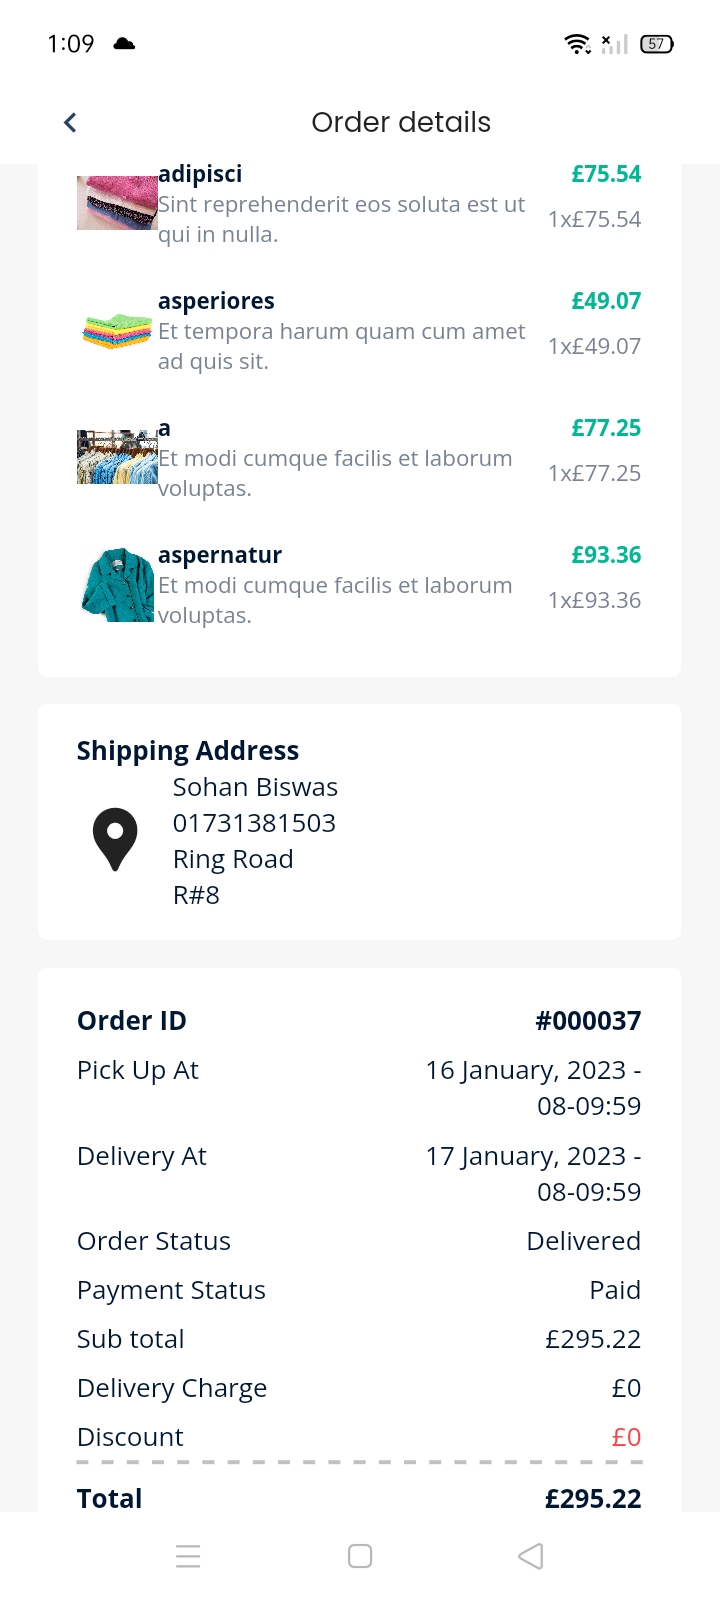 1:09
57
Order details
adipisci
£75.54
Sint reprehenderit eos soluta est ut
qui in nulla.
1x£75.54
asperiores
£49.07
Et tempora harum quam cum amet
ad quis sit.
1x£49.07
a
£77.25
Et modi cumque facilis et laborum
voluptas.
1x£77.25
aspernatur
£93.36
Et modi cumque facilis et laborum
voluptas.
1x£93.36
Shipping Address
Sohan Biswas
01731381503
Ring Road
R#8
Order ID #000037
Pick Up At 16 January, 2023 -
08-09:59
Delivery At 17 January, 2023 -
08-09:59
Order Status Delivered
Payment Status Paid
Sub total £295.22
Delivery Charge £0
Discount £0
Total £295.22